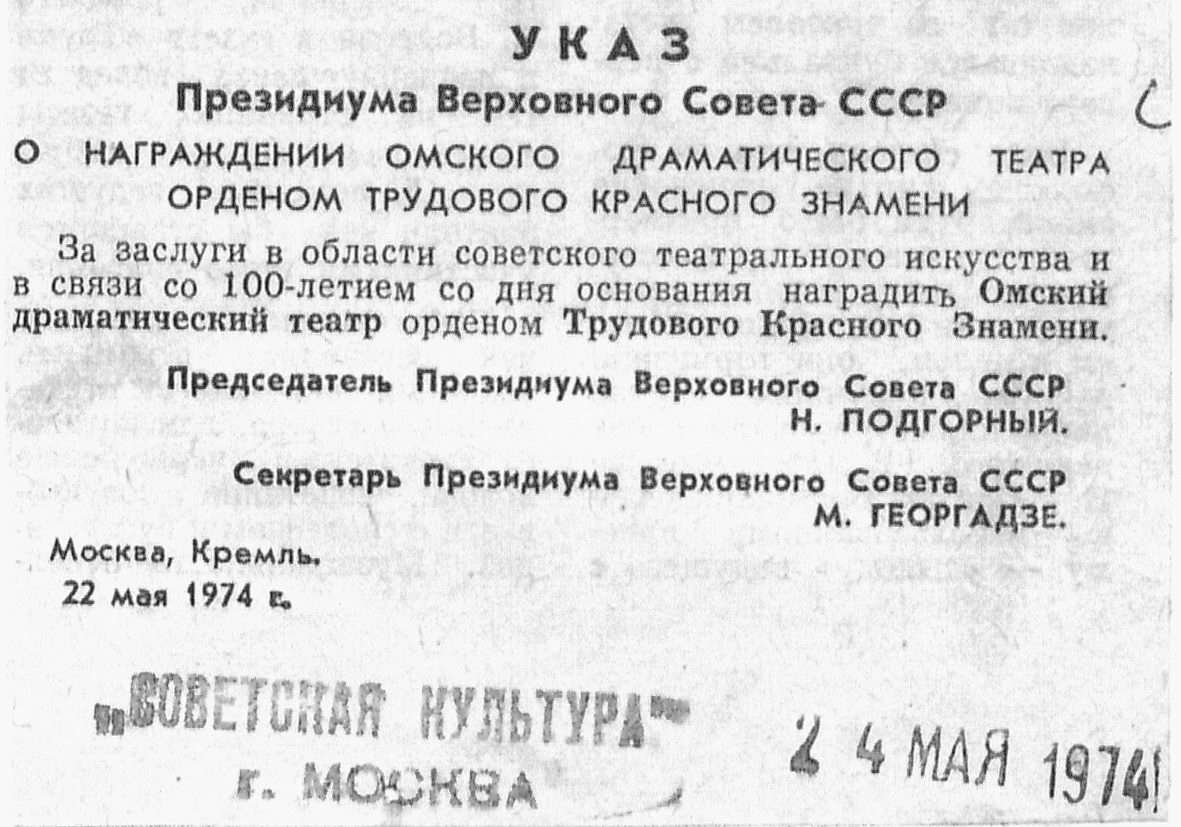 УКАЗ
Президиума Верховного Совета СССР
О НАГРАЖДЕНИИ ОМСКОГО ДРАМАТИЧЕСКОГО ТЕАТРА
ОРДЕНОМ ТРУДОВОГО КРАСНОГО ЗНАМЕНИ
За заслуги в области советского театрального искусства и
в связи со 100-летием со дня основания наградить Омский
драматический театр орденом Трудового Красного Знамени.
Председатель Президиума Верховного Совета СССР
Н. ПОДГОРНЫЙ.
Секретарь Президиума Верховного Совета СССР
М. ГЕОРГАДЗЕ.
Москва, Кремль.
22 мая 1974 г.
„СОВЕТСКАЯ КУЛЬТУРА"
г. МОСКВА
24 МАЯ 1974